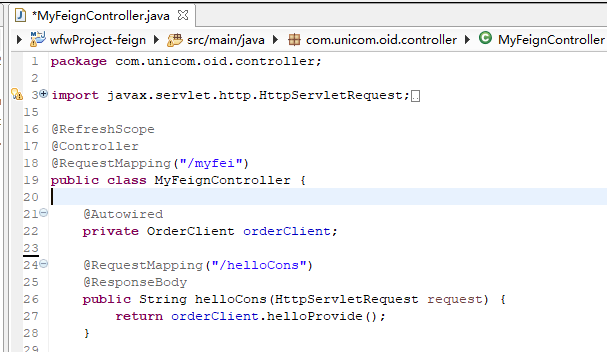 *MyFeignController.java
wfwProject-feign src/main/java com.unicom.oid.controller MyFeignController
1 package com.unicom.oid.controller;
2
3 import javax.servlet.http.HttpServletRequest;
15
16 @RefreshScope
17 @Controller
18 @RequestMapping("/myfei")
19 public class MyFeignController {
20
21 @Autowired
22 private OrderClient orderClient;
23
24 @RequestMapping("/helloCons")
25 @ResponseBody
26 public String helloCons(HttpServletRequest request) {
27 return orderClient.helloProvide();
28 }
29